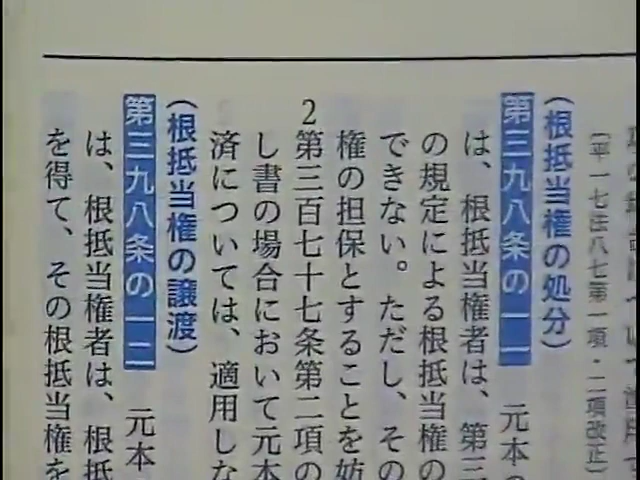 〔平一七法八七第一項・二項改正〕
（根抵当権の処分）
第三九八条の一一 元本の
は、根抵当権者は、第三
の規定による根抵当権の
できない。ただし、その
権の担保とすることを妨
2 第三百七十七条第二項の
し書の場合において元本
済については、適用しな
（根抵当権の譲渡）
第三九八条の一二 元本
は、根抵当権者は、根抵
を得て、その根抵当権を